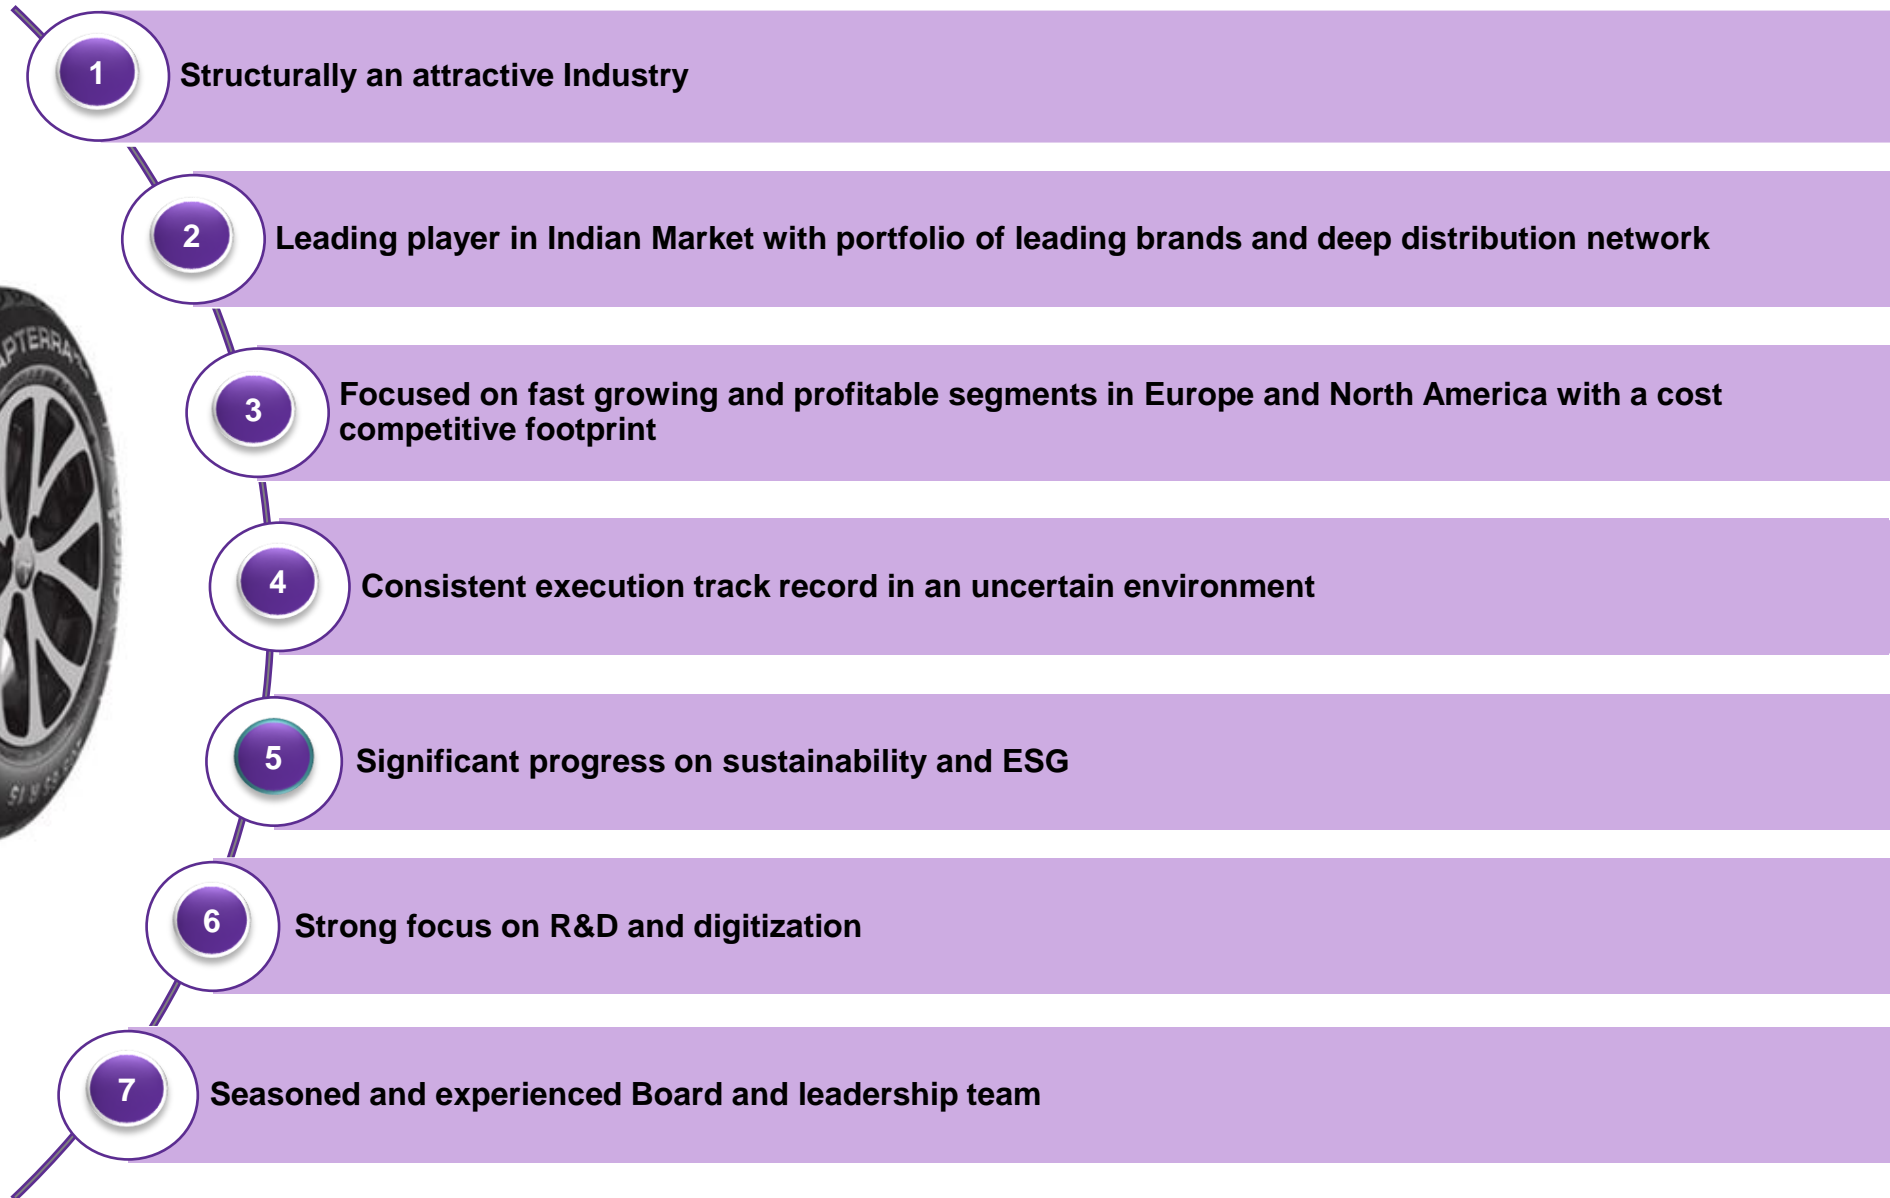 1
Structurally an attractive Industry
2
Leading player in Indian Market with portfolio of leading brands and deep distribution network
3
Focused on fast growing and profitable segments in Europe and North America with a cost
competitive footprint
4
Consistent execution track record in an uncertain environment
5
Significant progress on sustainability and ESG
6
Strong focus on R&D and digitization
7
Seasoned and experienced Board and leadership team